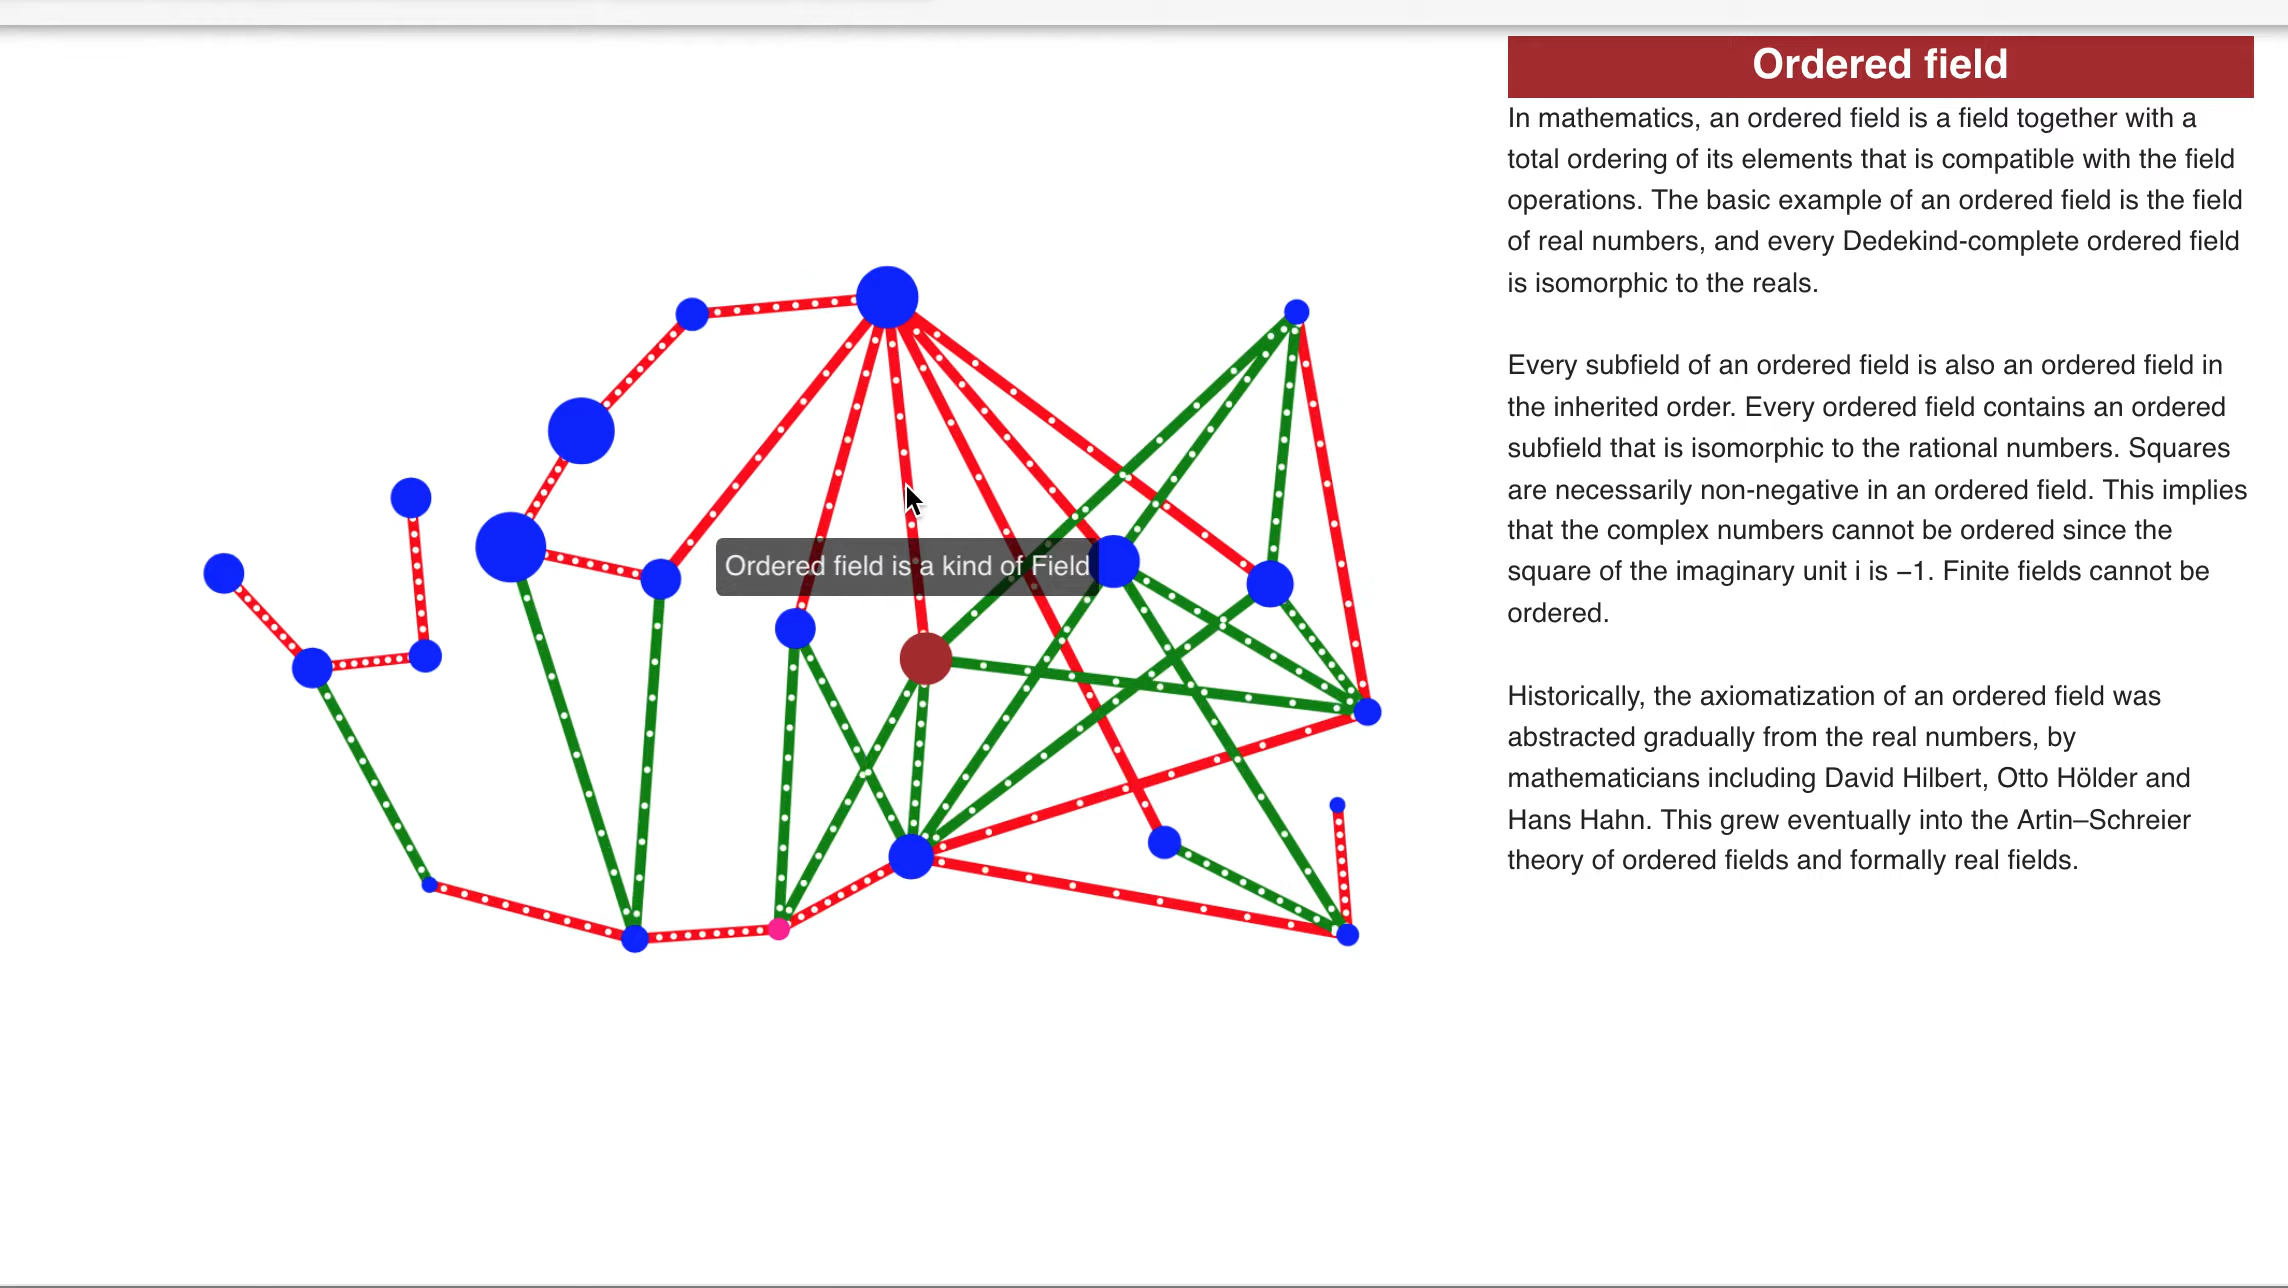 Ordered field
In mathematics, an ordered field is a field together with a
total ordering of its elements that is compatible with the field
operations. The basic example of an ordered field is the field
of real numbers, and every Dedekind-complete ordered field
is isomorphic to the reals.
Every subfield of an ordered field is also an ordered field in
the inherited order. Every ordered field contains an ordered
subfield that is isomorphic to the rational numbers. Squares
are necessarily non-negative in an ordered field. This implies
that the complex numbers cannot be ordered since the
square of the imaginary unit i is −1. Finite fields cannot be
ordered.
Historically, the axiomatization of an ordered field was
abstracted gradually from the real numbers, by
mathematicians including David Hilbert, Otto Hölder and
Hans Hahn. This grew eventually into the Artin–Schreier
theory of ordered fields and formally real fields.
Ordered field is a kind of Field